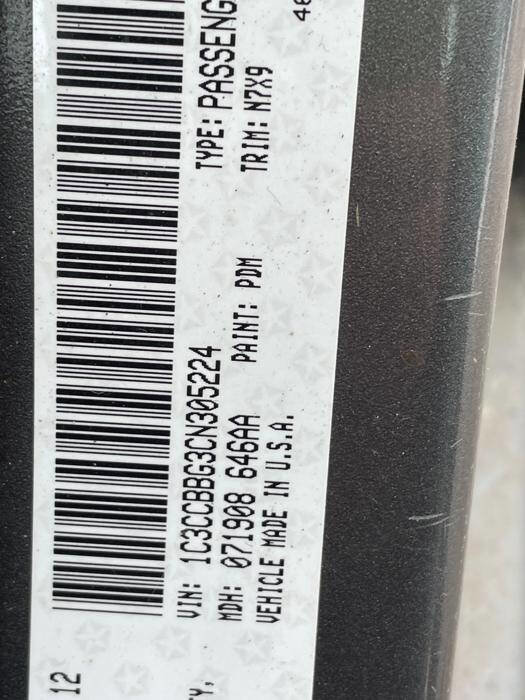 12
VIN: 1C3CCBBG3CN305224 TYPE: PASSENG
MDH: 071908 646AA PAINT: PDM TRIM: N7X9
VEHICLE MADE IN U.S.A.
Y,